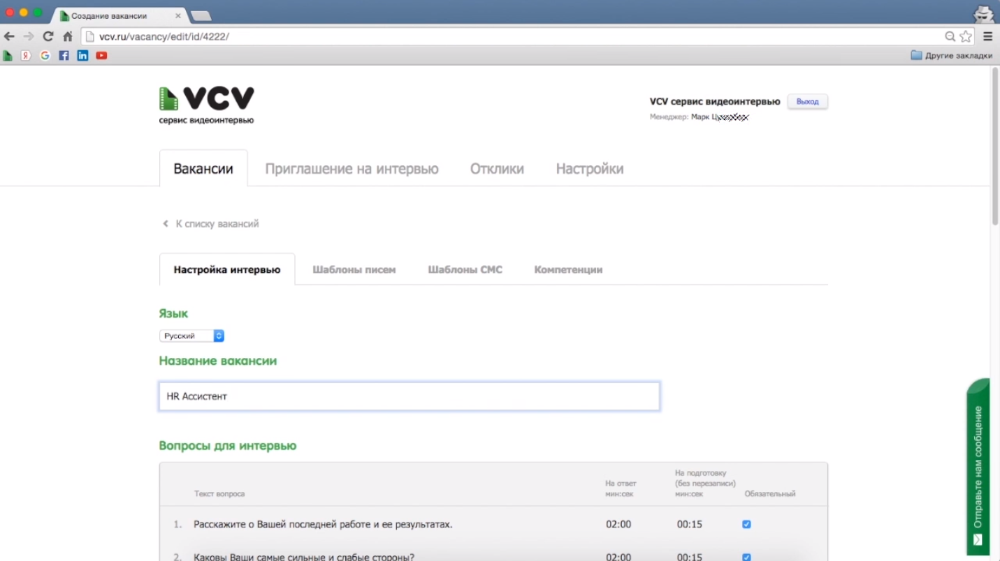 Создание вакансии
vcv.ru/vacancy/edit/id/4222/
Другие закладки
VCV
сервис видеоинтервью
VCV сервис видеоинтервью
Выход
Менеджер: Марк
Вакансии
Приглашение на интервью
Отклики
Настройки
К списку вакансий
Настройка интервью
Шаблоны писем
Шаблоны СМС
Компетенции
Язык
Русский
Название вакансии
HR Ассистент
Вопросы для интервью
Текст вопроса
На ответ
мин:сек
На подготовку
(без перезаписи)
мин:сек
Обязательный
1. Расскажите о Вашей последней работе и ее результатах. 02:00 00:15
2. Каковы Ваши самые сильные и слабые стороны? 02:00 00:15
Отправьте нам сообщение